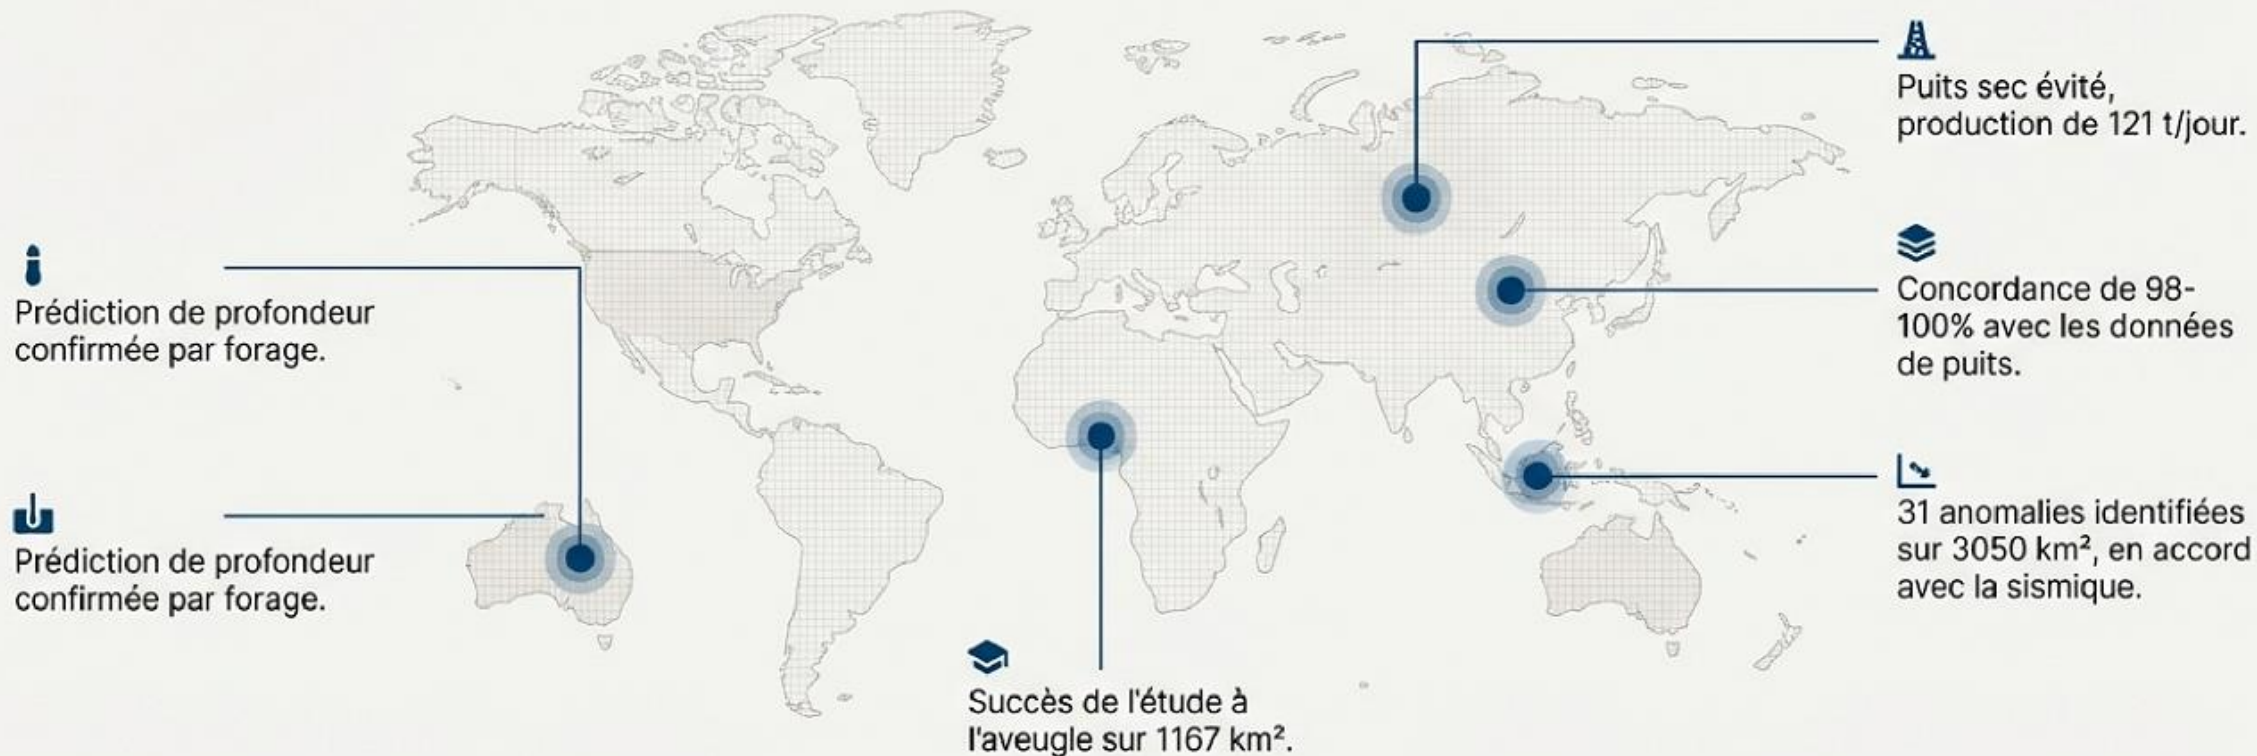 Prédiction de profondeur
confirmée par forage.
Prédiction de profondeur
confirmée par forage.
Succès de l'étude à
l'aveugle sur 1167 km².
Puits sec évité,
production de 121 t/jour.
Concordance de 98-
100% avec les données
de puits.
31 anomalies identifiées
sur 3050 km², en accord
avec la sismique.